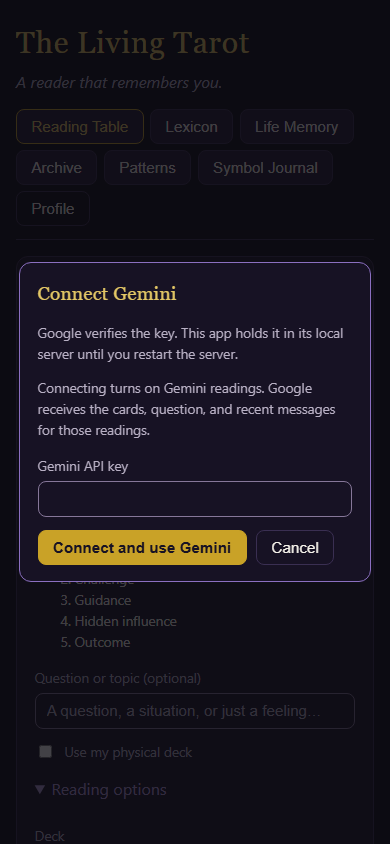 The Living Tarot
A reader that remembers you.
Reading Table
Lexicon
Life Memory
Archive
Patterns
Symbol Journal
Profile
Connect Gemini
Google verifies the key. This app holds it in its local
server until you restart the server.
Connecting turns on Gemini readings. Google
receives the cards, question, and recent messages
for those readings.
Gemini API key
Connect and use Gemini
Cancel
2. Challenge
3. Guidance
4. Hidden influence
5. Outcome
Question or topic (optional)
A question, a situation, or just a feeling…
Use my physical deck
▼ Reading options
Deck